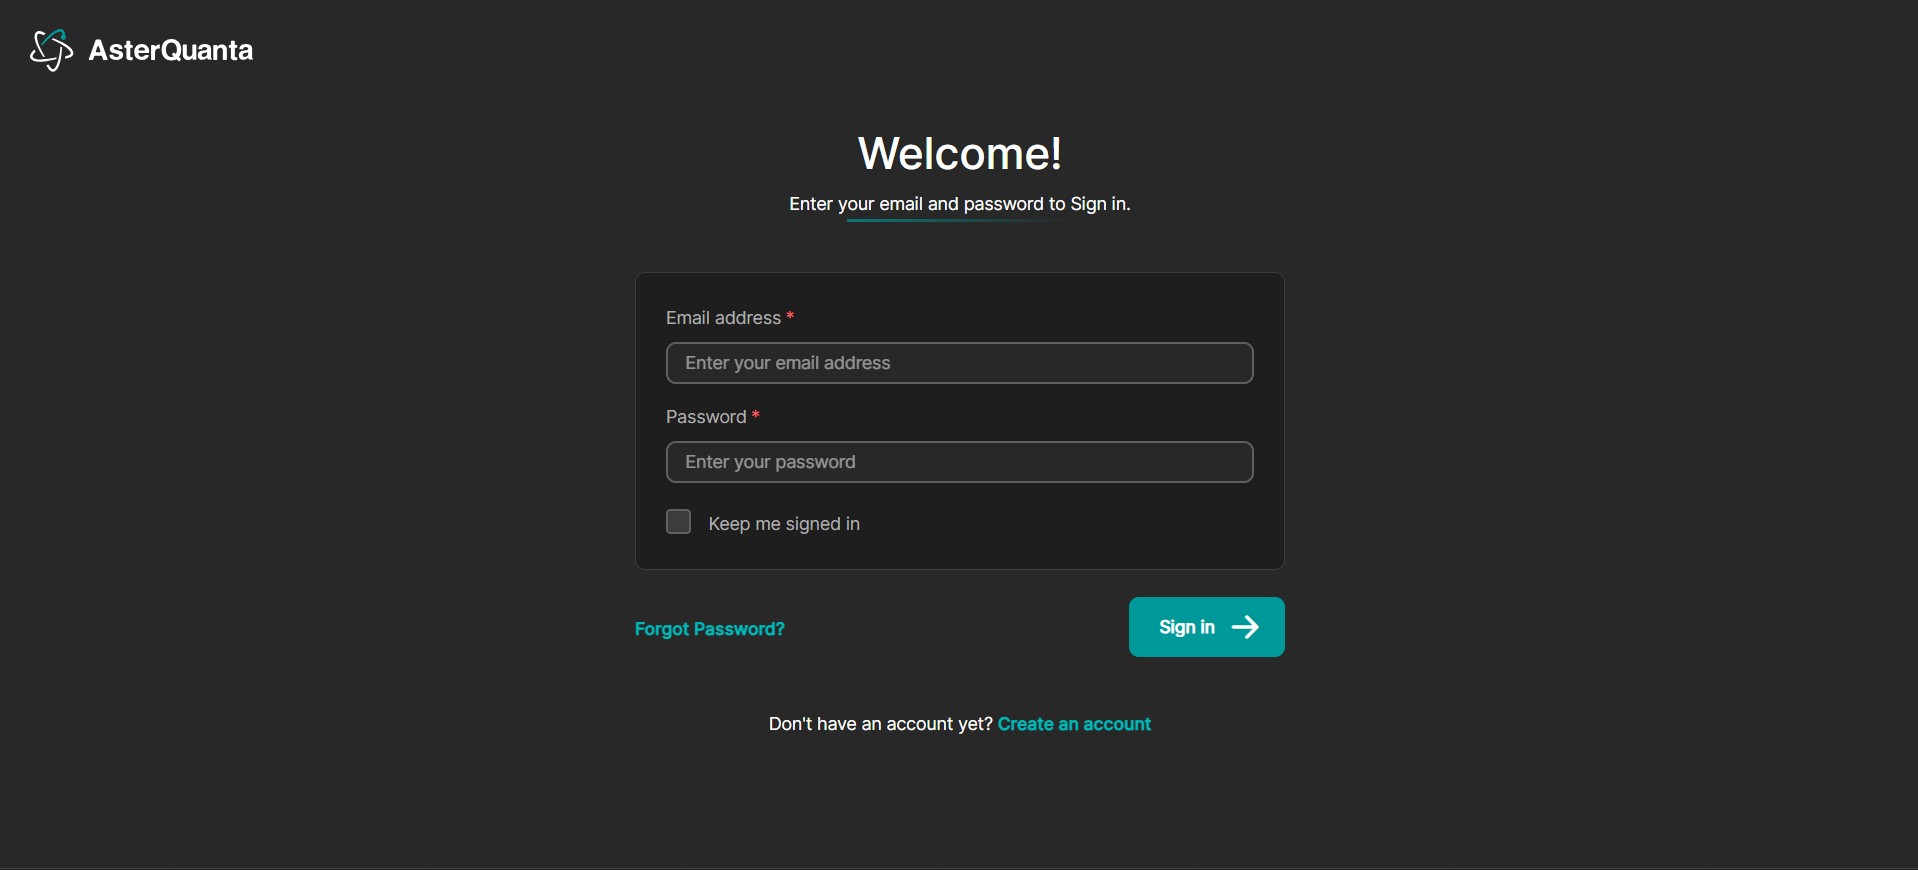 AsterQuanta
Welcome!
Enter your email and password to Sign in.
Email address *
Enter your email address
Password *
Enter your password
Keep me signed in
Forgot Password?
Sign in
Don't have an account yet? Create an account